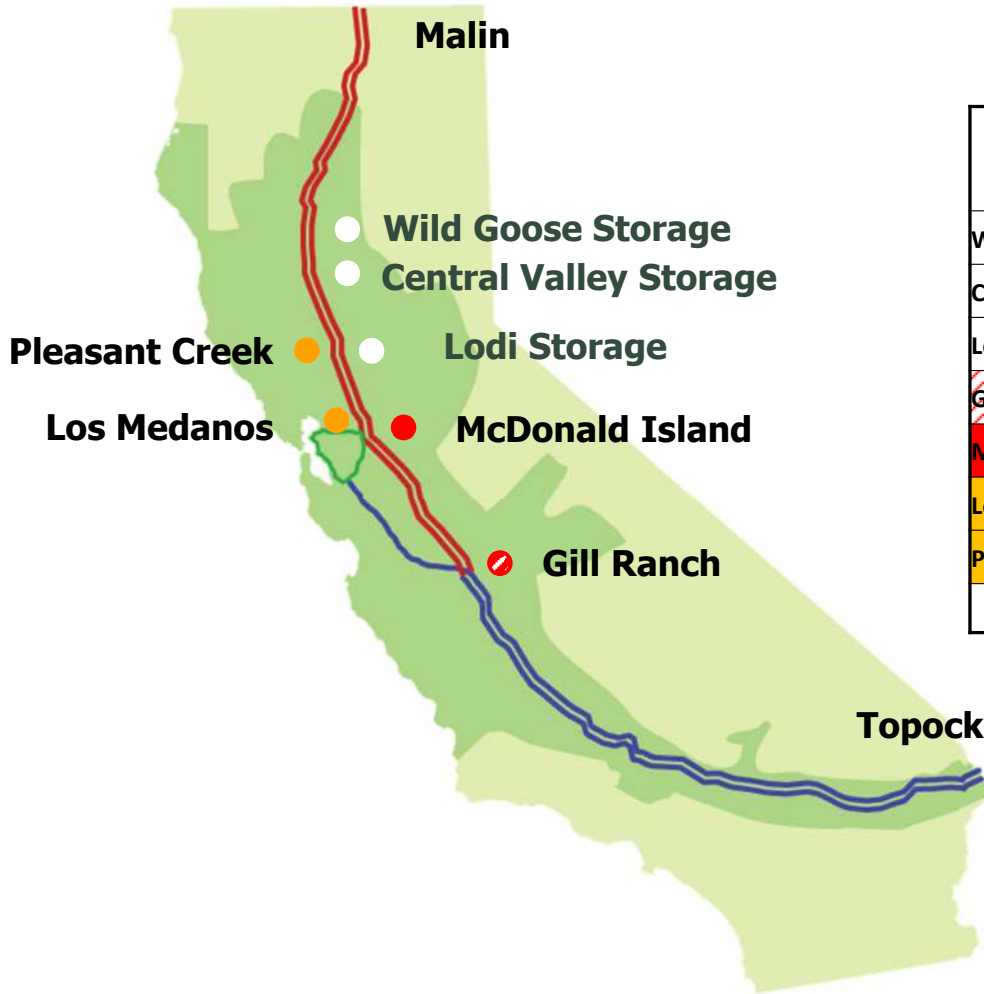 Malin
Wild Goose Storage
Central Valley Storage
Pleasant Creek
Lodi Storage
Los Medanos
McDonald Island
Gill Ranch
Topock
W
C
L
G
M
L
P